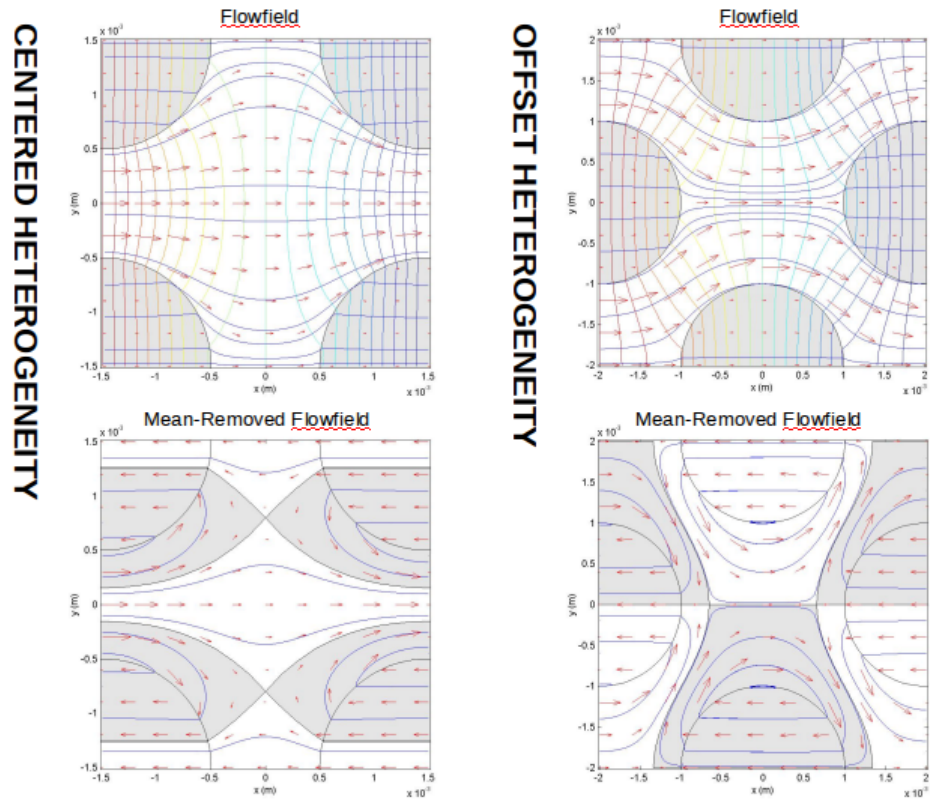 CENTERED HETEROGENEITY
Flowfield
x 10⁻³
1.5
1
0.5
0
-0.5
-1
-1.5
y (m)
-1.5 -1 -0.5 0 0.5 1 1.5
x (m)
x 10⁻³
Mean-Removed Flowfield
x 10⁻³
1.5
1
0.5
0
-0.5
-1
-1.5
y (m)
-1.5 -1 -0.5 0 0.5 1 1.5
x (m)
x 10⁻³
OFFSET HETEROGENEITY
Flowfield
x 10⁻³
2
1.5
1
0.5
0
-0.5
-1
-1.5
-2
y (m)
-2 -1.5 -1 -0.5 0 0.5 1 1.5 2
x (m)
x 10⁻³
Mean-Removed Flowfield
x 10⁻³
2
1.5
1
0.5
0
-0.5
-1
-1.5
-2
y (m)
-2 -1.5 -1 -0.5 0 0.5 1 1.5 2
x (m)
x 10⁻³